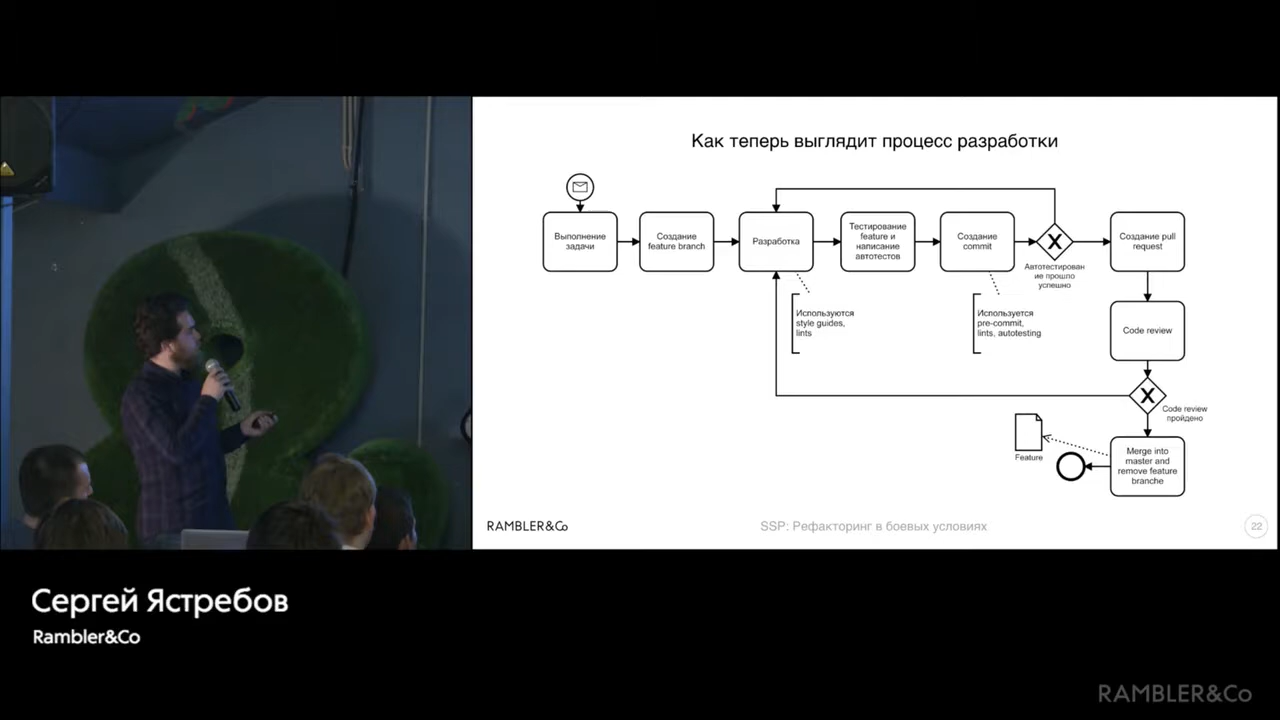 Как теперь выглядит процесс разработки
Выполнение
задачи
Создание
feature branch
Разработка
Тестирование
feature и
написание
автотестов
Создание
commit
X
Автотестирован
ие прошло
успешно
Создание pull
request
Используются
style guides,
lints
Используется
pre-commit,
lints, autotesting
Code review
X
Code review
пройдено
Merge into
master and
remove feature
branche
Feature
RAMBLER&Co
SSP: Рефакторинг в боевых условиях
22
Сергей Ястребов
Rambler&Co
RAMBLER&Co